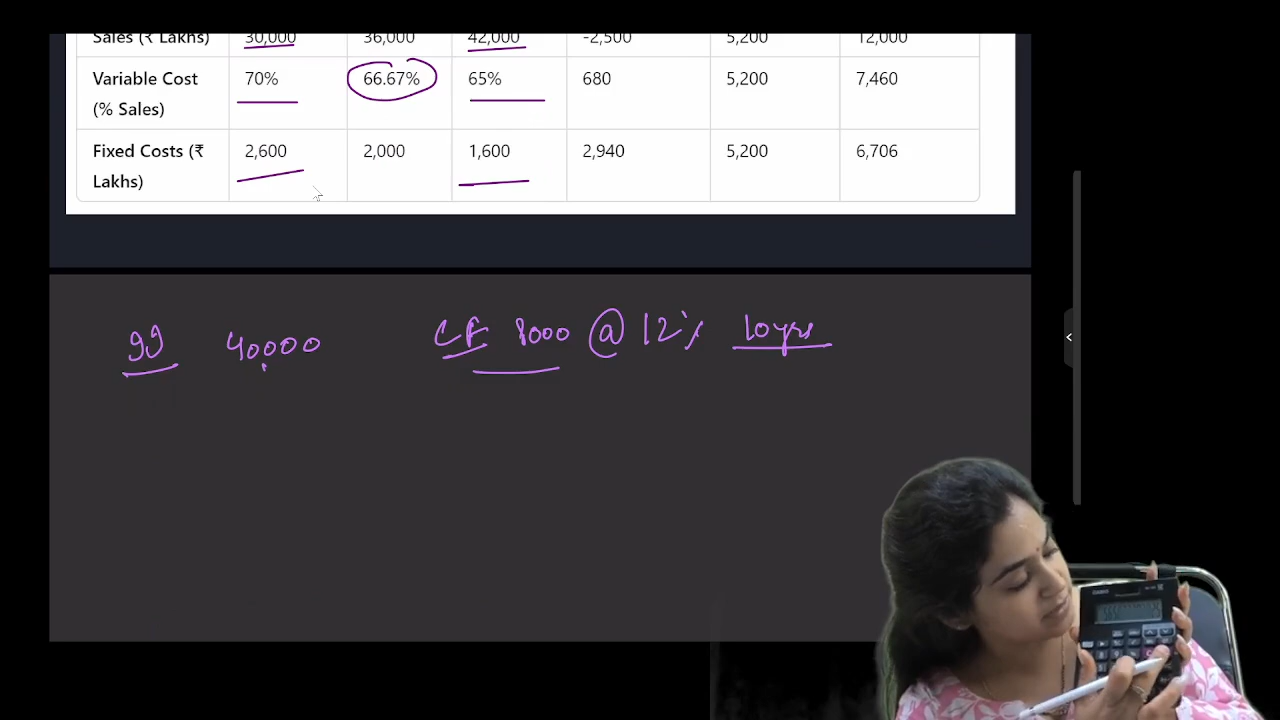 Sales (₹ Lakhs) 30,000 36,000 42,000 -2,500 5,200 12,000
Variable Cost (% Sales) 70% 66.67% 65% 680 5,200 7,460
Fixed Costs (₹ Lakhs) 2,600 2,000 1,600 2,940 5,200 6,706
40000 CF 8000 @ 12% 10yrs
CASIO